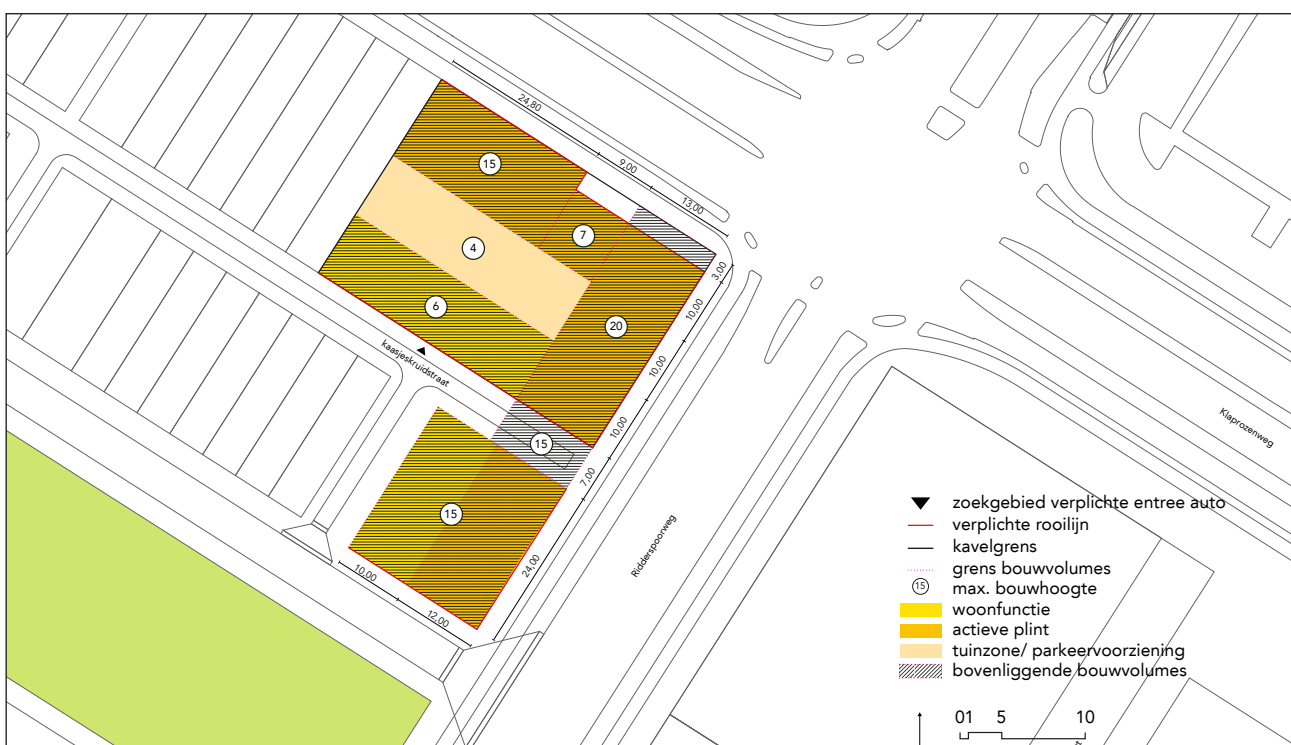 24,80
9,00
13,00
15
7
4
3,00
6
20
10,00
kaasjeskruidstraat
10,00
10,00
Klaprozenweg
15
7,00
15
Ridderspoorweg
24,00
10,00
12,00
zoekgebied verplichte entree auto
verplichte rooilijn
kavelgrens
grens bouwvolumes
15 max. bouwhoogte
woonfunctie
actieve plint
tuinzone/ parkeervoorziening
bovenliggende bouwvolumes
01 5 10